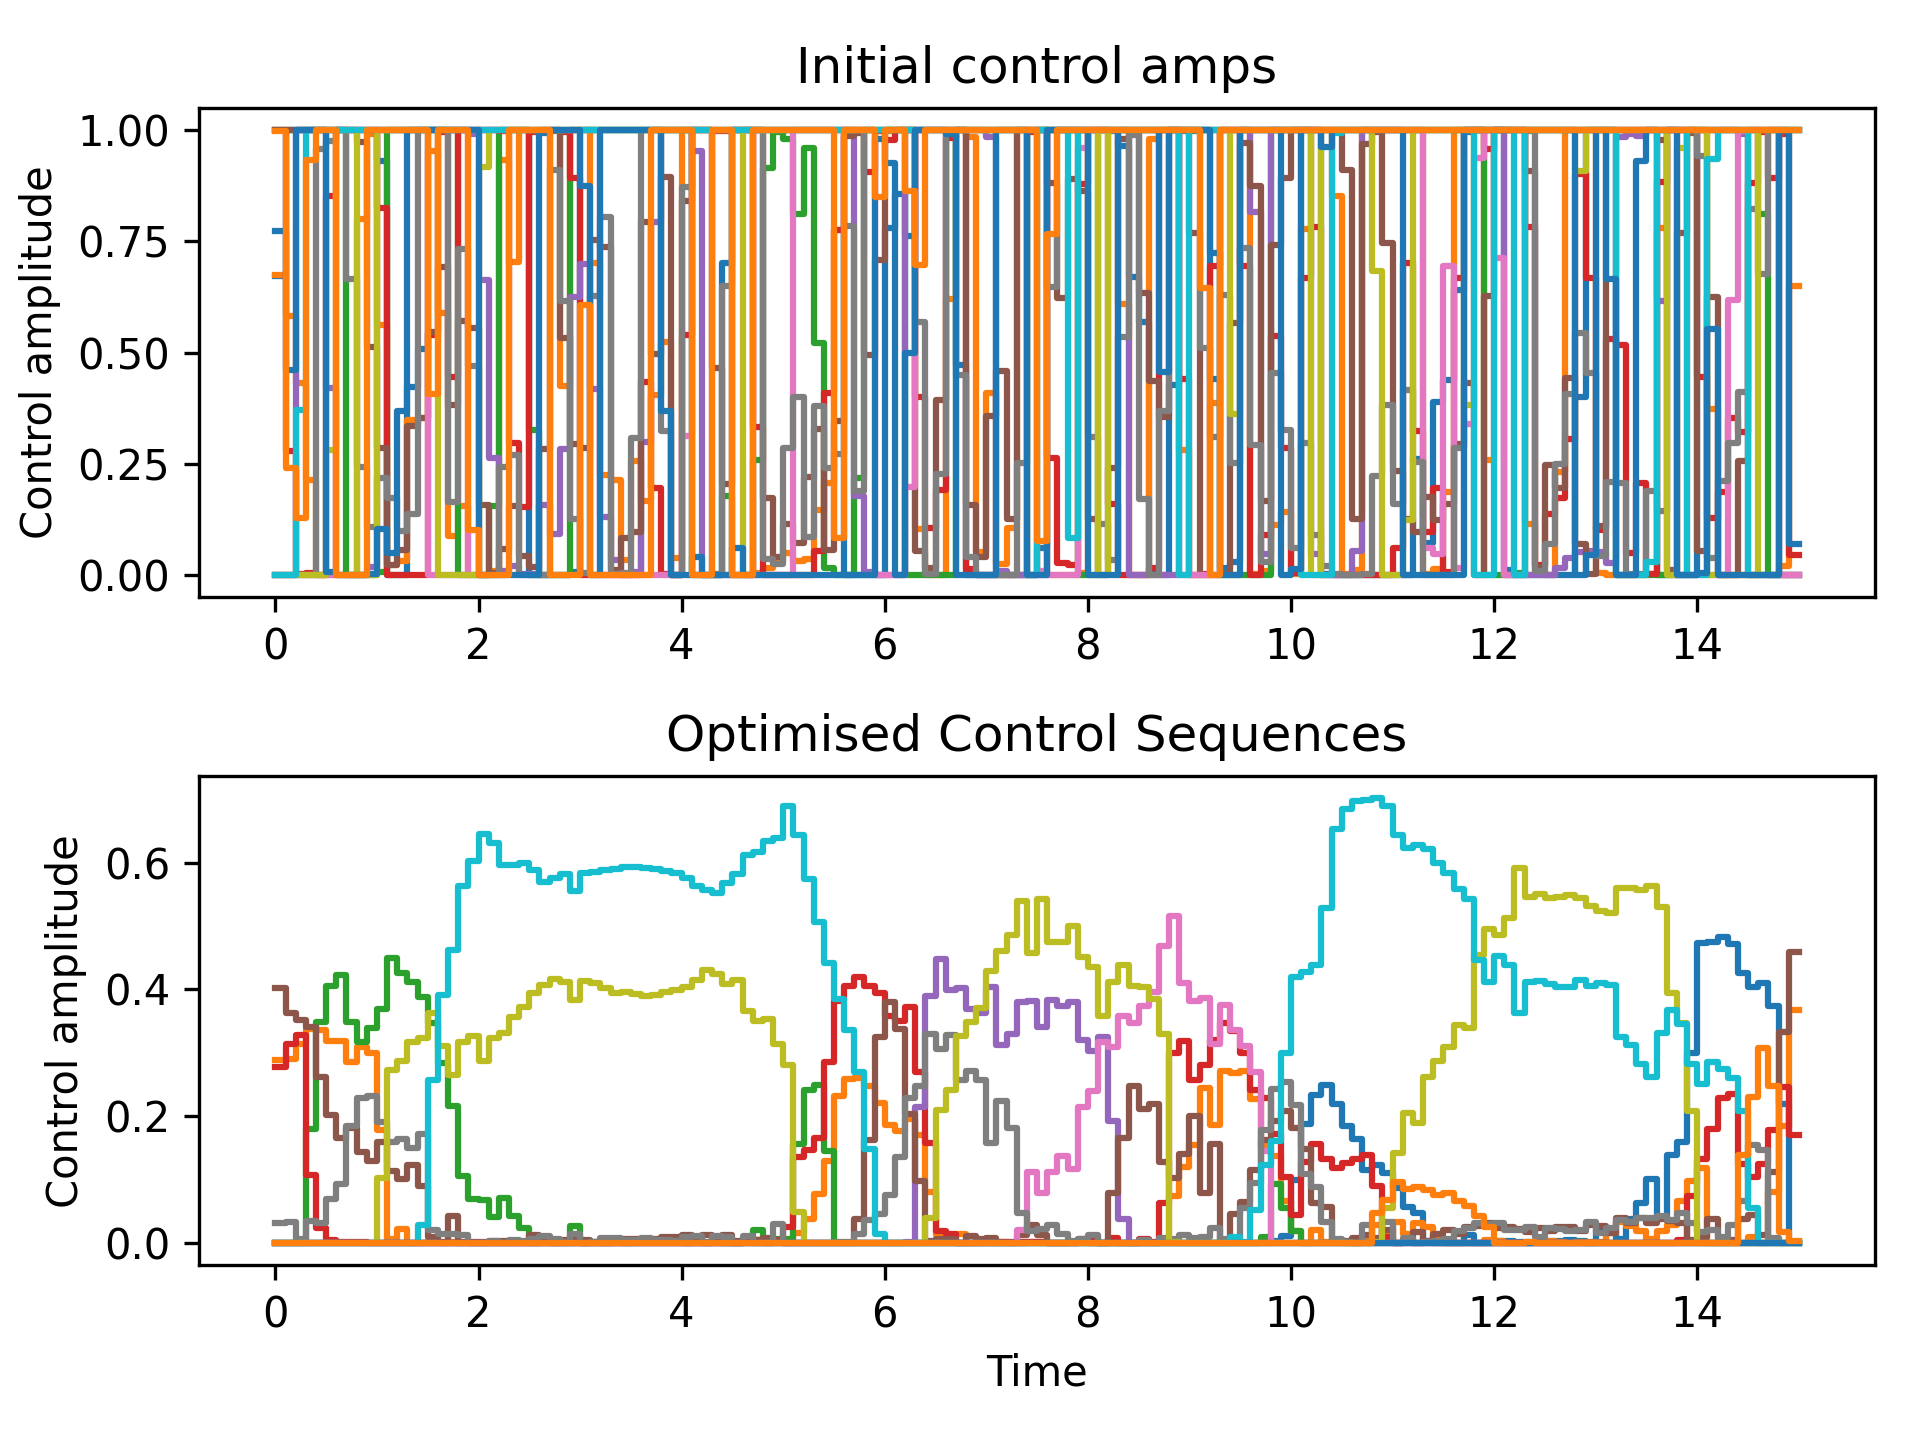 Initial control amps
Control amplitude
1.00
0.75
0.50
0.25
0.00
0 2 4 6 8 10 12 14
Optimised Control Sequences
Control amplitude
0.6
0.4
0.2
0.0
0 2 4 6 8 10 12 14
Time